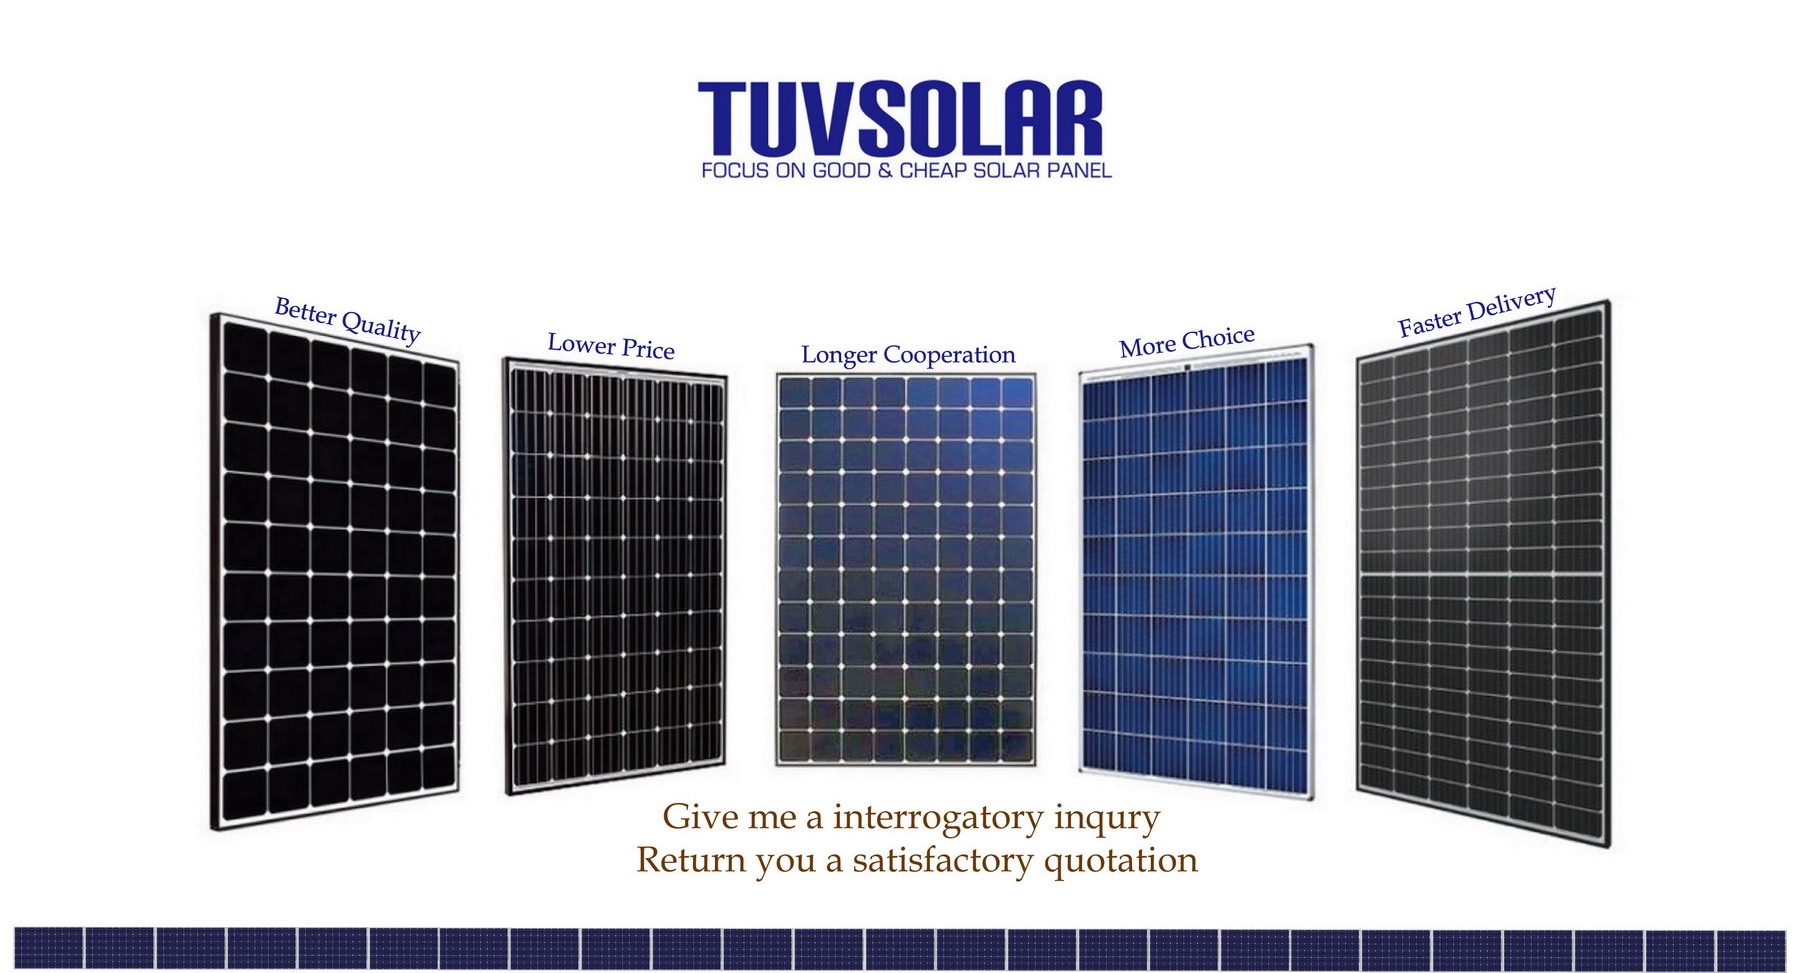 TUVSOLAR
FOCUS ON GOOD & CHEAP SOLAR PANEL
Better Quality
Lower Price
Longer Cooperation
More Choice
Faster Delivery
Give me a interrogatory inqury
Return you a satisfactory quotation